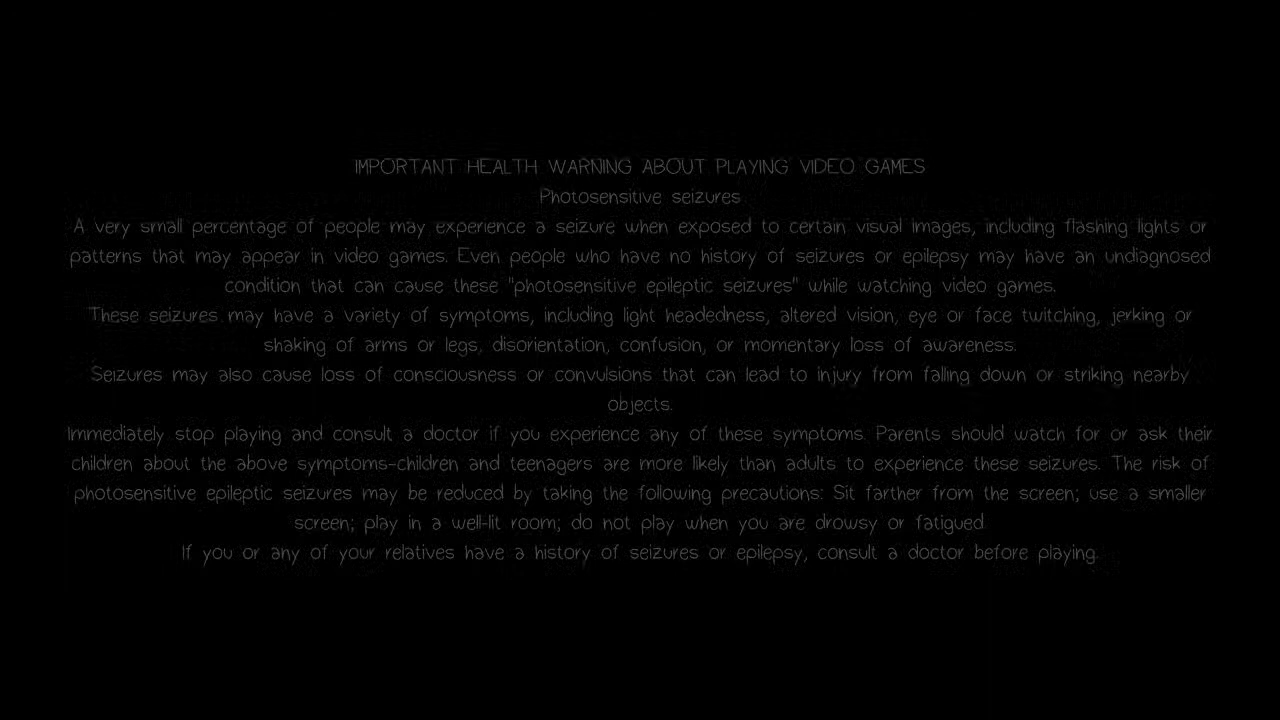 IMPORTANT HEALTH WARNING ABOUT PLAYING VIDEO GAMES
Photosensitive seizures
A very small percentage of people may experience a seizure when exposed to certain visual images, including flashing lights or
patterns that may appear in video games. Even people who have no history of seizures or epilepsy may have an undiagnosed
condition that can cause these "photosensitive epileptic seizures" while watching video games.
These seizures may have a variety of symptoms, including light headedness, altered vision, eye or face twitching, jerking or
shaking of arms or legs, disorientation, confusion, or momentary loss of awareness.
Seizures may also cause loss of consciousness or convulsions that can lead to injury from falling down or striking nearby
objects.
Immediately stop playing and consult a doctor if you experience any of these symptoms. Parents should watch for or ask their
children about the above symptoms-children and teenagers are more likely than adults to experience these seizures. The risk of
photosensitive epileptic seizures may be reduced by taking the following precautions: Sit farther from the screen; use a smaller
screen; play in a well-lit room; do not play when you are drowsy or fatigued.
If you or any of your relatives have a history of seizures or epilepsy, consult a doctor before playing.